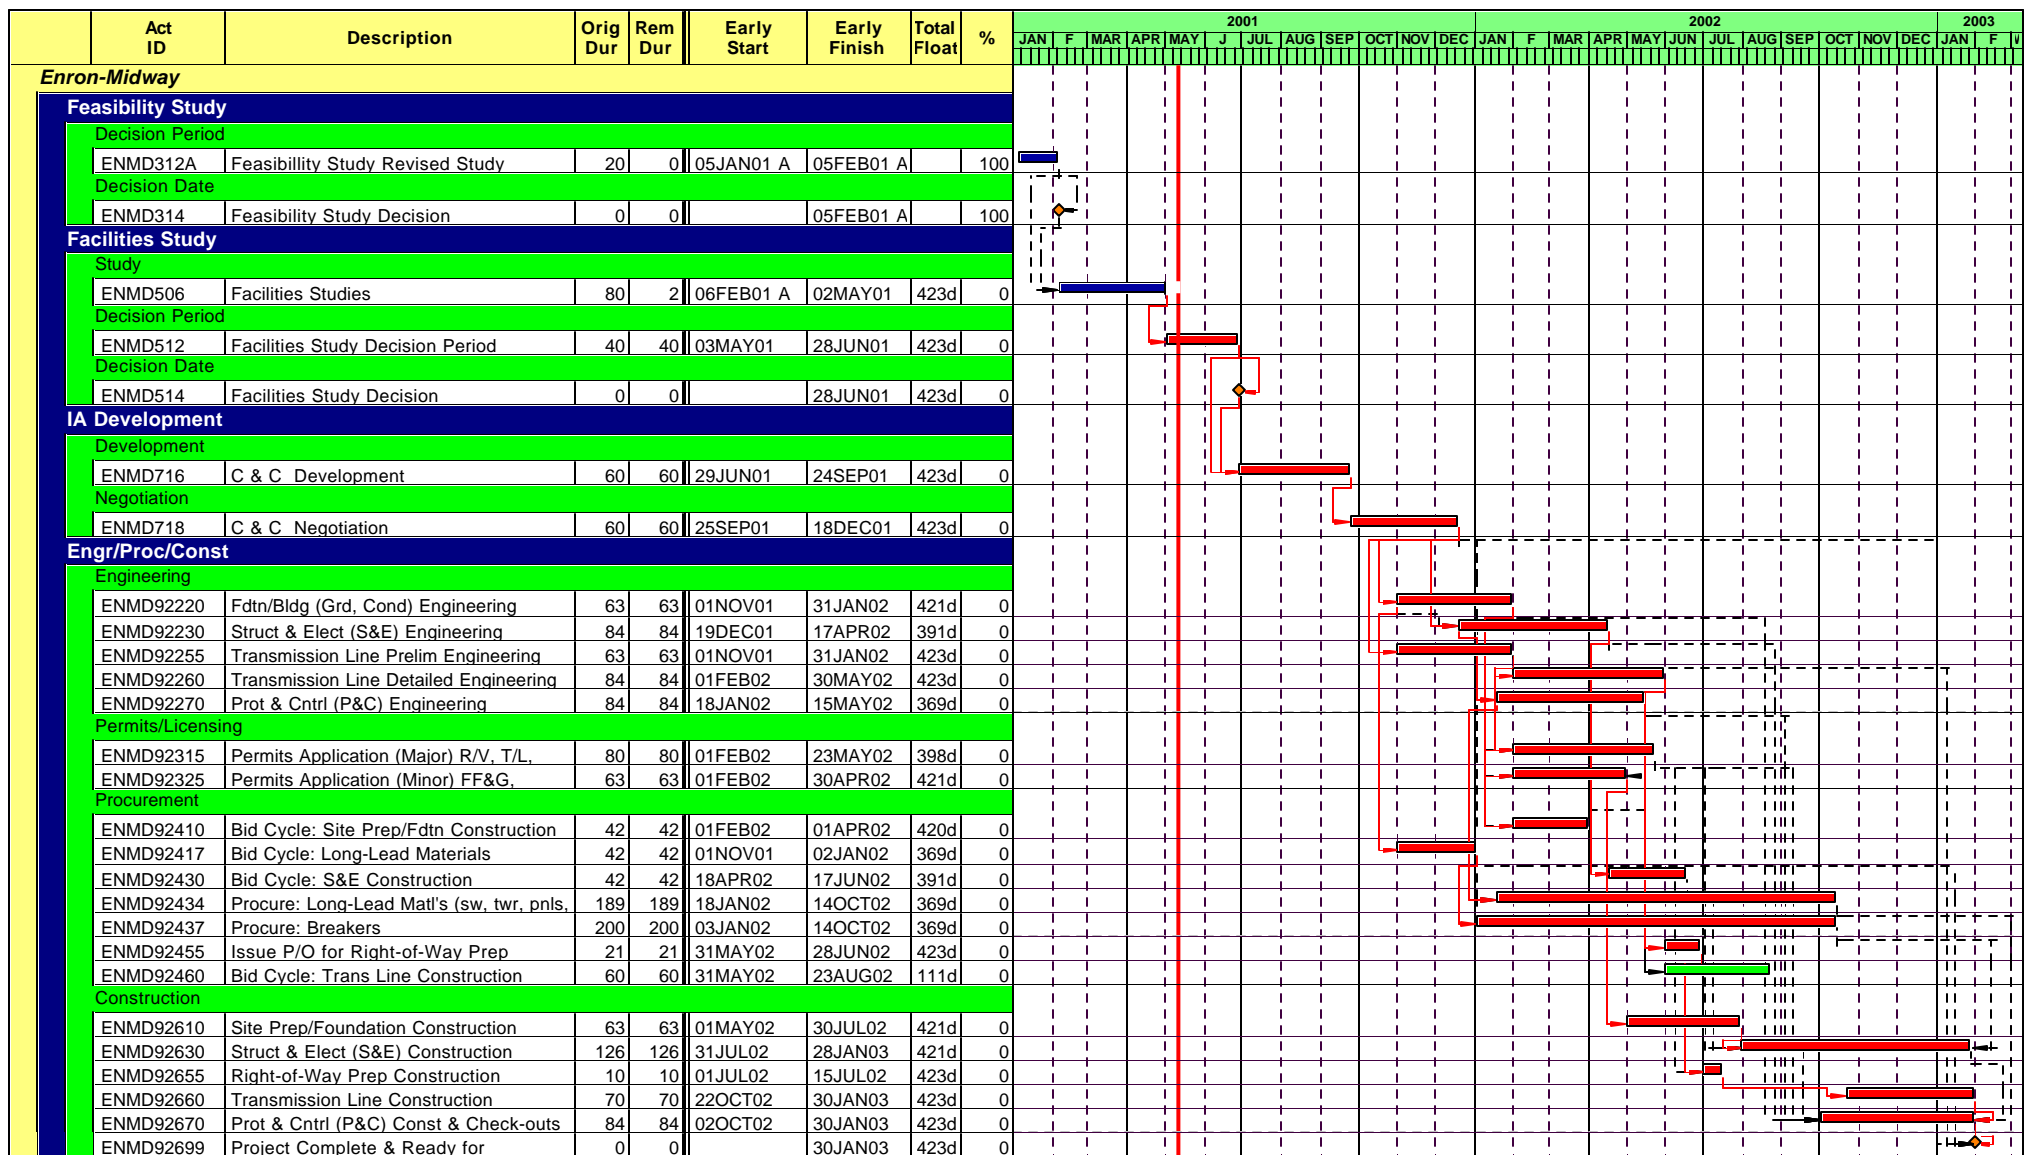 Act ID Description Orig Dur Rem Dur Early Start Early Finish Total Float %
2001 2002 2003
JAN F MAR APR MAY J JUL AUG SEP OCT NOV DEC JAN F MAR APR MAY JUN JUL AUG SEP OCT NOV DEC JAN F
Enron-Midway
Feasibility Study
Decision Period
ENMD312A Feasibillity Study Revised Study 20 0 05JAN01 A 05FEB01 A 100
Decision Date
ENMD314 Feasibility Study Decision 0 0 05FEB01 A 100
Facilities Study
Study
ENMD506 Facilities Studies 80 2 06FEB01 A 02MAY01 423d 0
Decision Period
ENMD512 Facilities Study Decision Period 40 40 03MAY01 28JUN01 423d 0
Decision Date
ENMD514 Facilities Study Decision 0 0 28JUN01 423d 0
IA Development
Development
ENMD716 C & C Development 60 60 29JUN01 24SEP01 423d 0
Negotiation
ENMD718 C & C Negotiation 60 60 25SEP01 18DEC01 423d 0
Engr/Proc/Const
Engineering
ENMD92220 Fdtn/Bldg (Grd, Cond) Engineering 63 63 01NOV01 31JAN02 421d 0
ENMD92230 Struct & Elect (S&E) Engineering 84 84 19DEC01 17APR02 391d 0
ENMD92255 Transmission Line Prelim Engineering 63 63 01NOV01 31JAN02 423d 0
ENMD92260 Transmission Line Detailed Engineering 84 84 01FEB02 30MAY02 423d 0
ENMD92270 Prot & Cntrl (P&C) Engineering 84 84 18JAN02 15MAY02 369d 0
Permits/Licensing
ENMD92315 Permits Application (Major) R/V, T/L, 80 80 01FEB02 23MAY02 398d 0
ENMD92325 Permits Application (Minor) FF&G, 63 63 01FEB02 30APR02 421d 0
Procurement
ENMD92410 Bid Cycle: Site Prep/Fdtn Construction 42 42 01FEB02 01APR02 420d 0
ENMD92417 Bid Cycle: Long-Lead Materials 42 42 01NOV01 02JAN02 369d 0
ENMD92430 Bid Cycle: S&E Construction 42 42 18APR02 17JUN02 391d 0
ENMD92434 Procure: Long-Lead Matl's (sw, twr, pnls, 189 189 18JAN02 14OCT02 369d 0
ENMD92437 Procure: Breakers 200 200 03JAN02 14OCT02 369d 0
ENMD92455 Issue P/O for Right-of-Way Prep 21 21 31MAY02 28JUN02 423d 0
ENMD92460 Bid Cycle: Trans Line Construction 60 60 31MAY02 23AUG02 111d 0
Construction
ENMD92610 Site Prep/Foundation Construction 63 63 01MAY02 30JUL02 421d 0
ENMD92630 Struct & Elect (S&E) Construction 126 126 31JUL02 28JAN03 421d 0
ENMD92655 Right-of-Way Prep Construction 10 10 01JUL02 15JUL02 423d 0
ENMD92660 Transmission Line Construction 70 70 22OCT02 30JAN03 423d 0
ENMD92670 Prot & Cntrl (P&C) Const & Check-outs 84 84 02OCT02 30JAN03 423d 0
ENMD92699 Project Complete & Ready for 0 0 30JAN03 423d 0